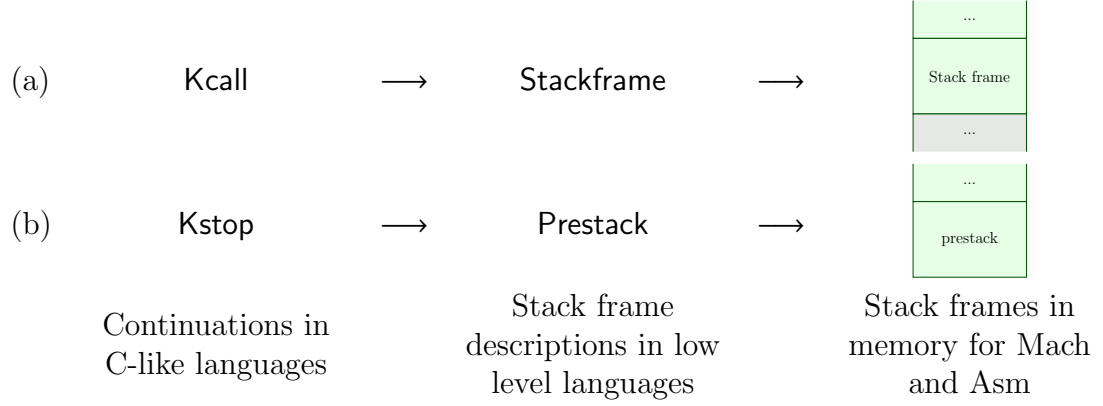 ...
(a) Kcall ⟶ Stackframe ⟶ Stack frame
...
...
(b) Kstop ⟶ Prestack ⟶
prestack
Continuations in
C-like languages
Stack frame
descriptions in low
level languages
Stack frames in
memory for Mach
and Asm